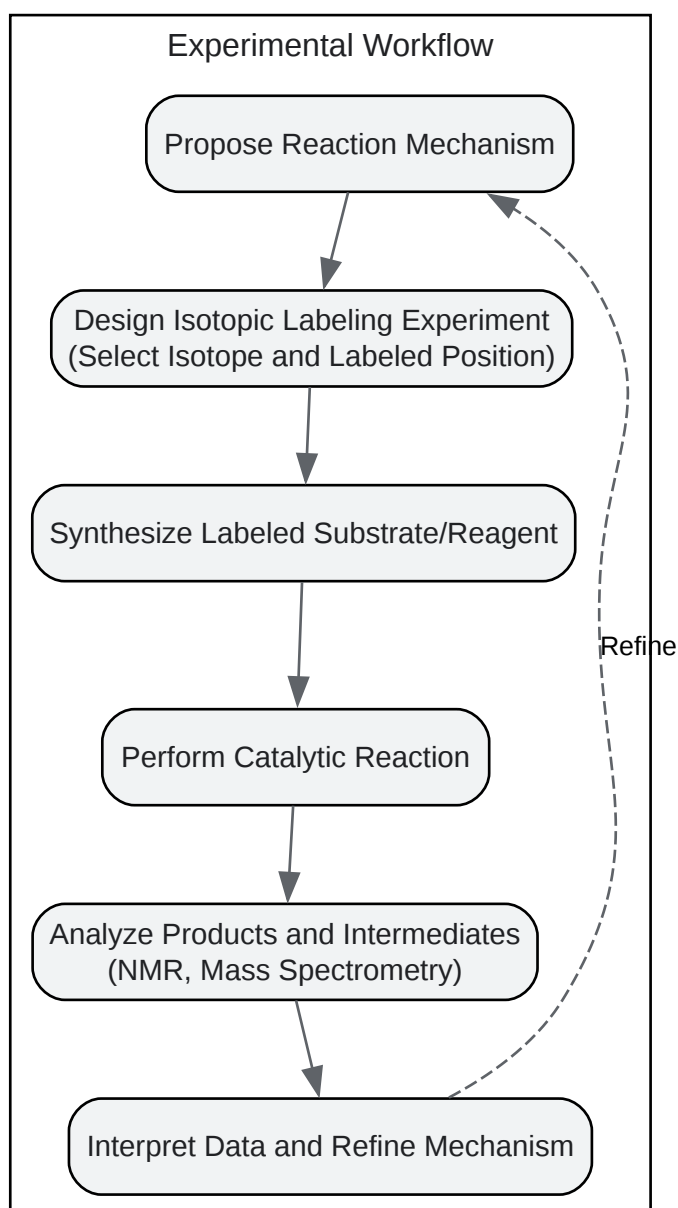 Experimental Workflow
Propose Reaction Mechanism
Design Isotopic Labeling Experiment
(Select Isotope and Labeled Position)
Synthesize Labeled Substrate/Reagent
Refine
Perform Catalytic Reaction
Analyze Products and Intermediates
(NMR, Mass Spectrometry)
Interpret Data and Refine Mechanism